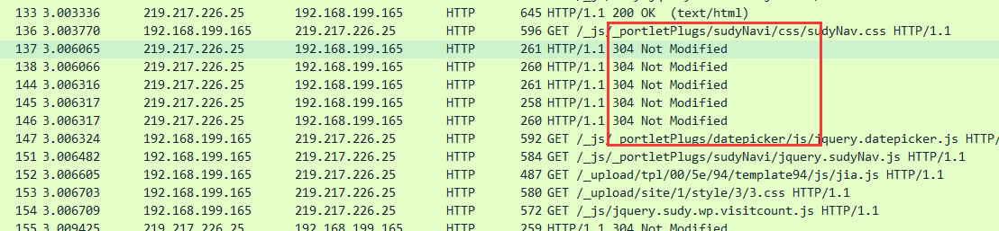 133 3.003336 219.217.226.25 192.168.199.165 HTTP 645 HTTP/1.1 200 OK (text/html)
136 3.003770 192.168.199.165 219.217.226.25 HTTP 596 GET /_js/_portletPlugs/sudyNavi/css/sudyNav.css HTTP/1.1
137 3.006065 219.217.226.25 192.168.199.165 HTTP 261 HTTP/1.1 304 Not Modified
138 3.006066 219.217.226.25 192.168.199.165 HTTP 260 HTTP/1.1 304 Not Modified
144 3.006316 219.217.226.25 192.168.199.165 HTTP 261 HTTP/1.1 304 Not Modified
145 3.006317 219.217.226.25 192.168.199.165 HTTP 258 HTTP/1.1 304 Not Modified
146 3.006317 219.217.226.25 192.168.199.165 HTTP 260 HTTP/1.1 304 Not Modified
147 3.006324 192.168.199.165 219.217.226.25 HTTP 592 GET /_js/_portletPlugs/datepicker/js/jquery.datepicker.js HTTP/
151 3.006482 192.168.199.165 219.217.226.25 HTTP 584 GET /_js/_portletPlugs/sudyNavi/jquery.sudyNav.js HTTP/1.1
152 3.006605 192.168.199.165 219.217.226.25 HTTP 487 GET /_upload/tpl/00/5e/94/template94/js/jia.js HTTP/1.1
153 3.006703 192.168.199.165 219.217.226.25 HTTP 580 GET /_upload/site/1/style/3/3.css HTTP/1.1
154 3.006709 192.168.199.165 219.217.226.25 HTTP 572 GET /_js/jquery.sudy.wp.visitcount.js HTTP/1.1
155 3.009425 219.217.226.25 192.168.199.165 HTTP 259 HTTP/1.1 304 Not Modified